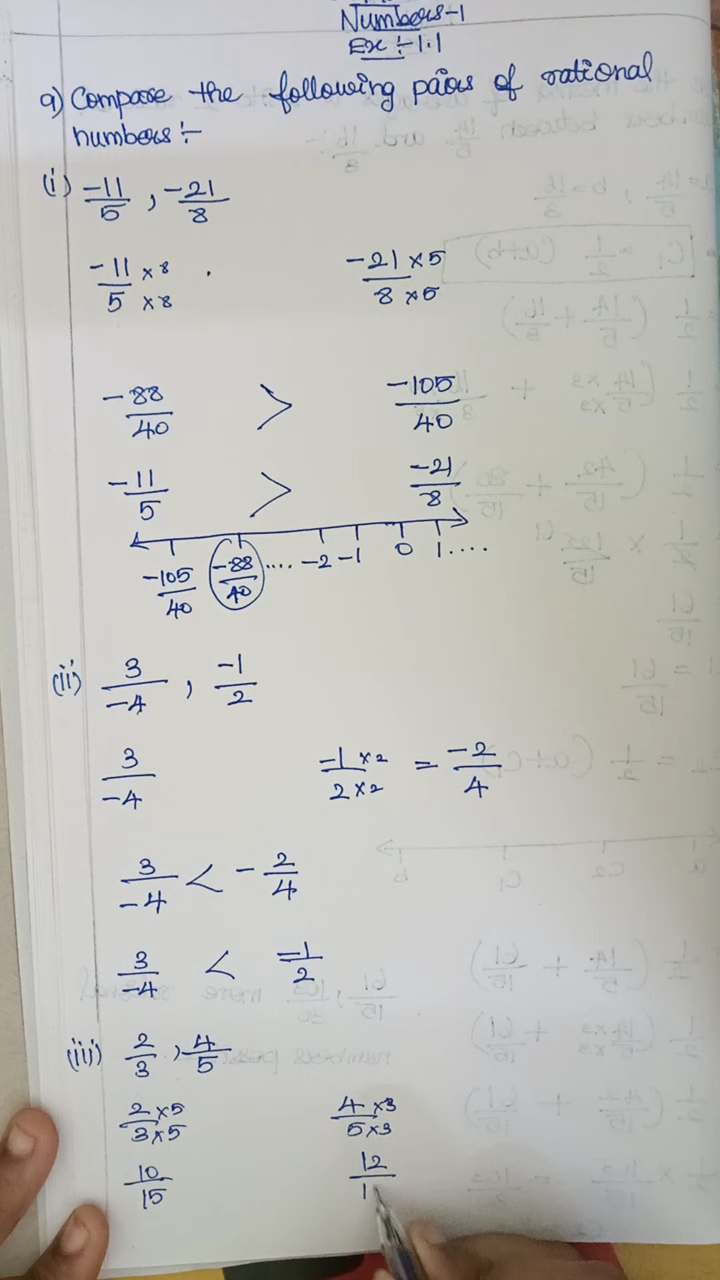 Numbers-1
Ex :- 1.1
9) Compare the following pairs of rational
numbers :-
(i) -11/5 , -21/8
-11/5 ×8/×8 -21×5/8×5
-88/40 > -105/40
-11/5 > -21/8
-105/40 -88/40 .... -2 -1 0 1 ....
(ii) 3/-4 , -1/2
3/-4 -1×2/2×2 = -2/4
3/-4 < -2/4
3/-4 < -1/2
(iii) 2/3 , 4/5
2×5/3×5 4×3/5×3
10/15 12/1